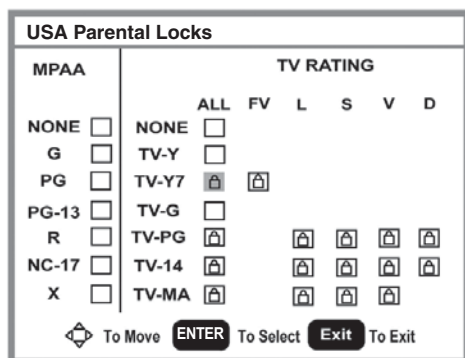 USA Parental Locks
MPAA TV RATING
ALL FV L S V D
NONE NONE
G TV-Y
PG TV-Y7
PG-13 TV-G
R TV-PG
NC-17 TV-14
X TV-MA
To Move ENTER To Select Exit To Exit